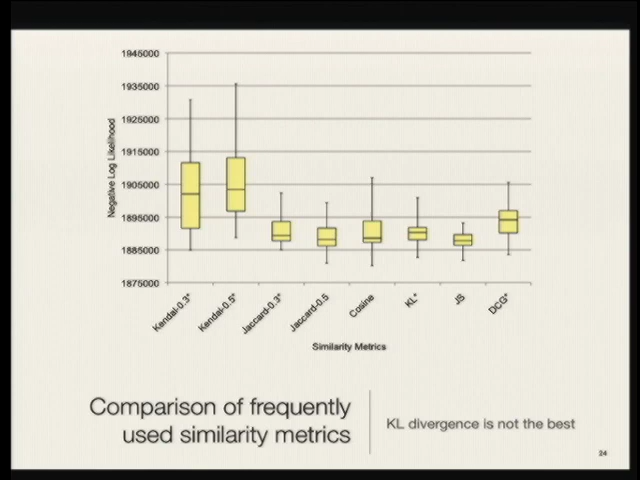 1945000
1935000
1925000
1915000
1905000
1895000
1885000
1875000
Negative Log Likelihood
Kendal-0.3*
Kendal-0.5*
Jaccard-0.3*
Jaccard-0.5
Cosine
KL*
JS
DCG*
Similarity Metrics
Comparison of frequently
used similarity metrics
KL divergence is not the best
24